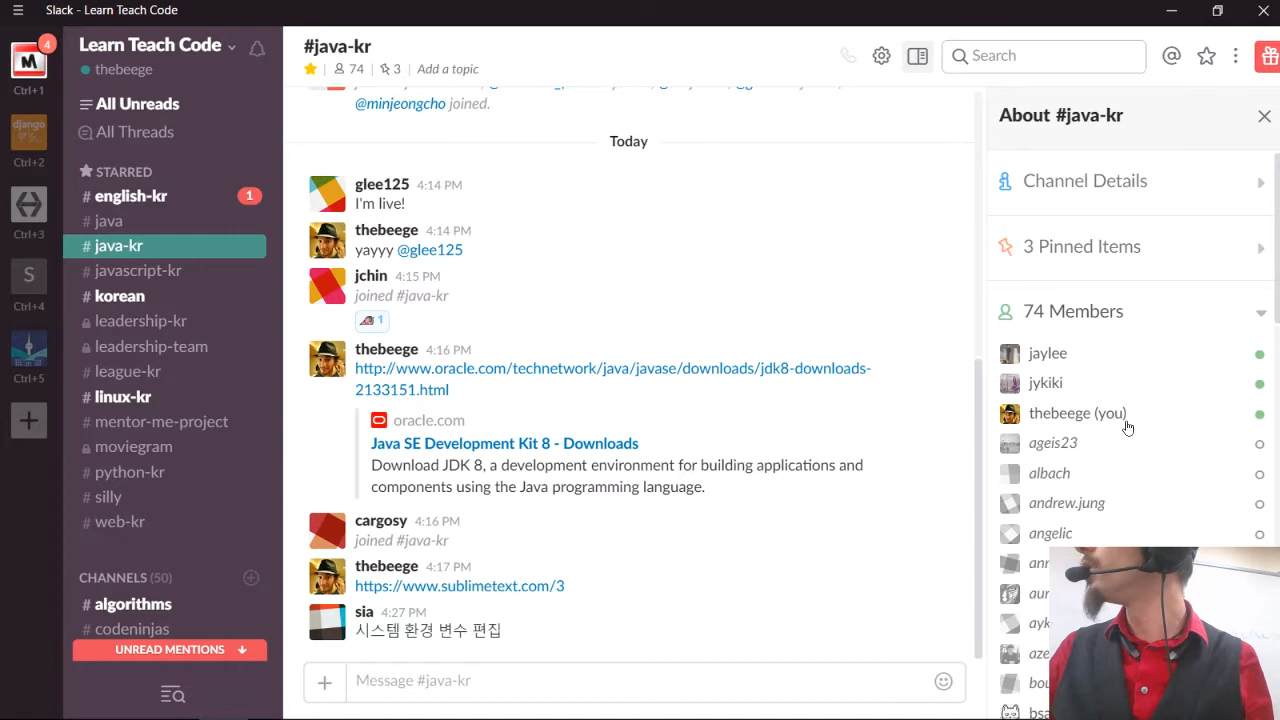 Slack - Learn Teach Code
M
4
Ctrl+1
django
Ctrl+2
Ctrl+3
S
Ctrl+4
Ctrl+5
Learn Teach Code
thebeege
All Unreads
All Threads
STARRED
# english-kr 1
# java
# java-kr
# javascript-kr
# korean
leadership-kr
leadership-team
# league-kr
# linux-kr
# mentor-me-project
moviegram
# python-kr
# silly
# web-kr
CHANNELS (50)
# algorithms
# codeninjas
UNREAD MENTIONS ↓
#java-kr
74 | 3 | Add a topic
Search
@minjeongcho joined.
Today
glee125 4:14 PM
I'm live!
thebeege 4:14 PM
yayyy @glee125
jchin 4:15 PM
joined #java-kr
1
thebeege 4:16 PM
http://www.oracle.com/technetwork/java/javase/downloads/jdk8-downloads-
2133151.html
oracle.com
Java SE Development Kit 8 - Downloads
Download JDK 8, a development environment for building applications and
components using the Java programming language.
cargosy 4:16 PM
joined #java-kr
thebeege 4:17 PM
https://www.sublimetext.com/3
sia 4:27 PM
시스템 환경 변수 편집
Message #java-kr
About #java-kr
Channel Details
3 Pinned Items
74 Members
jaylee
jykiki
thebeege (you)
ageis23
albach
andrew.jung
angelic